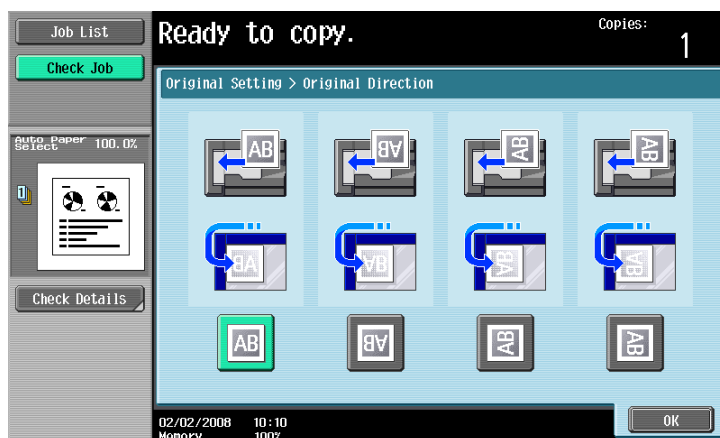 Job List
Ready to copy.
Copies:
1
Check Job
Original Setting > Original Direction
Auto Paper
Select
100.0%
1
AB
AB
AB
AB
AB
AB
AB
AB
Check Details
AB
AB
AB
AB
02/02/2008 10:10
Memory 100%
OK